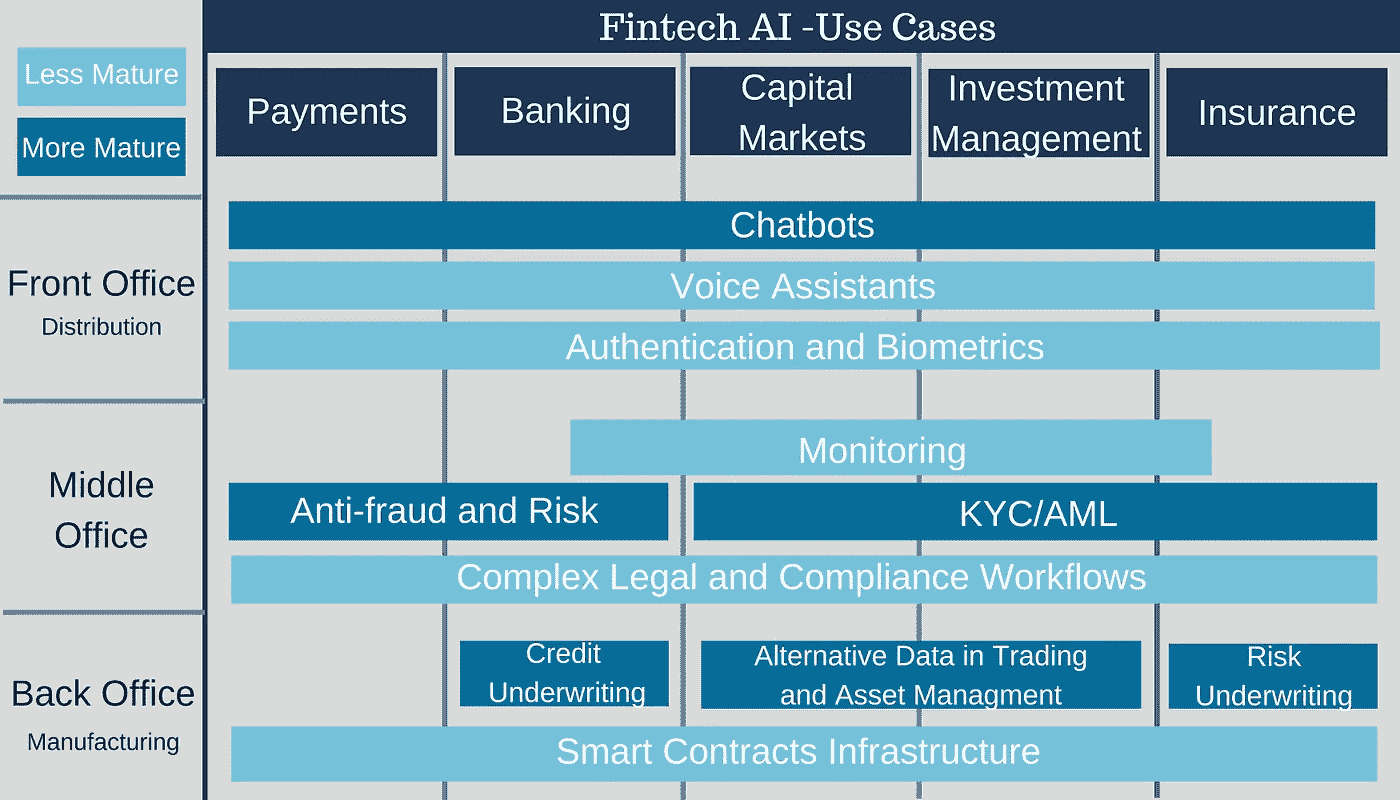 Fintech AI -Use Cases
Less Mature
More Mature
Payments
Banking
Capital
Markets
Investment
Management
Insurance
Front Office
Distribution
Chatbots
Voice Assistants
Authentication and Biometrics
Middle
Office
Monitoring
Anti-fraud and Risk
KYC/AML
Complex Legal and Compliance Workflows
Back Office
Manufacturing
Credit
Underwriting
Alternative Data in Trading
and Asset Managment
Risk
Underwriting
Smart Contracts Infrastructure